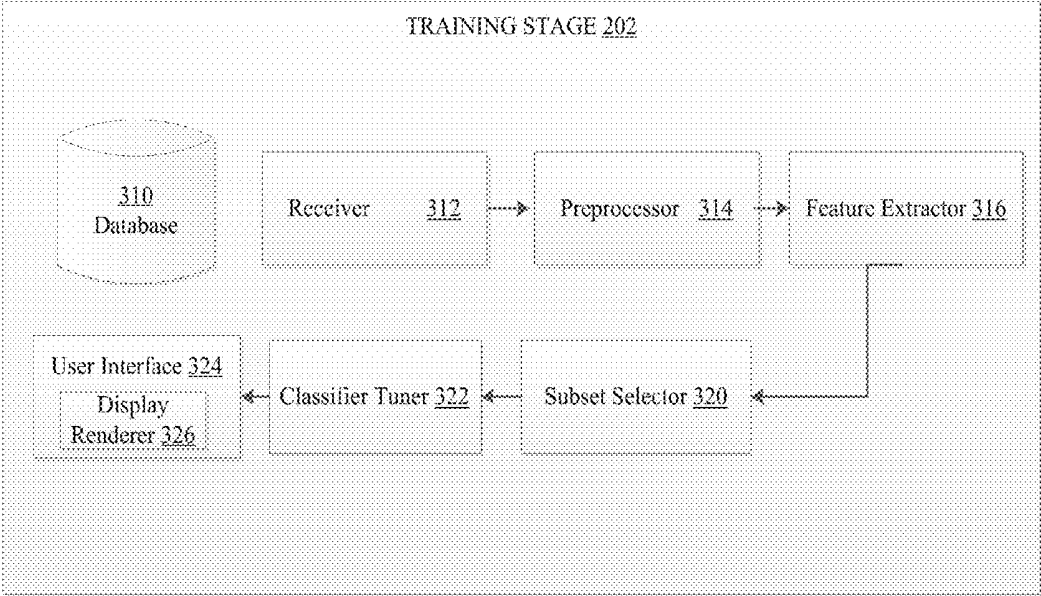 TRAINING STAGE 202
310
Database
Receiver 312
Preprocessor 314
Feature Extractor 316
User Interface 324
Display
Renderer 326
Classifier Tuner 322
Subset Selector 320